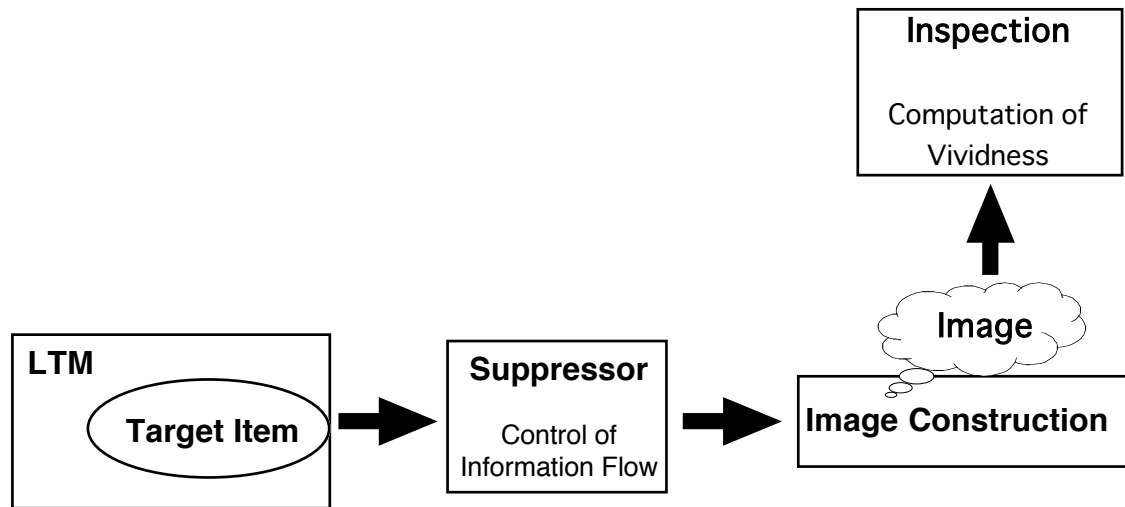 Inspection
Computation of
Vividness
Image
LTM
Target Item
Suppressor
Control of
Information Flow
Image Construction